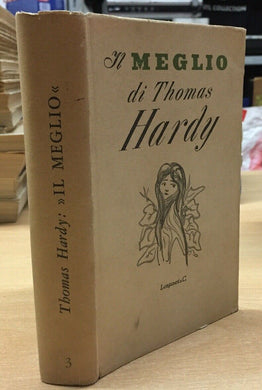 Il MEGLIO
di Thomas
Hardy
Longanesi & C.
Thomas Hardy: »IL MEGLIO«
3